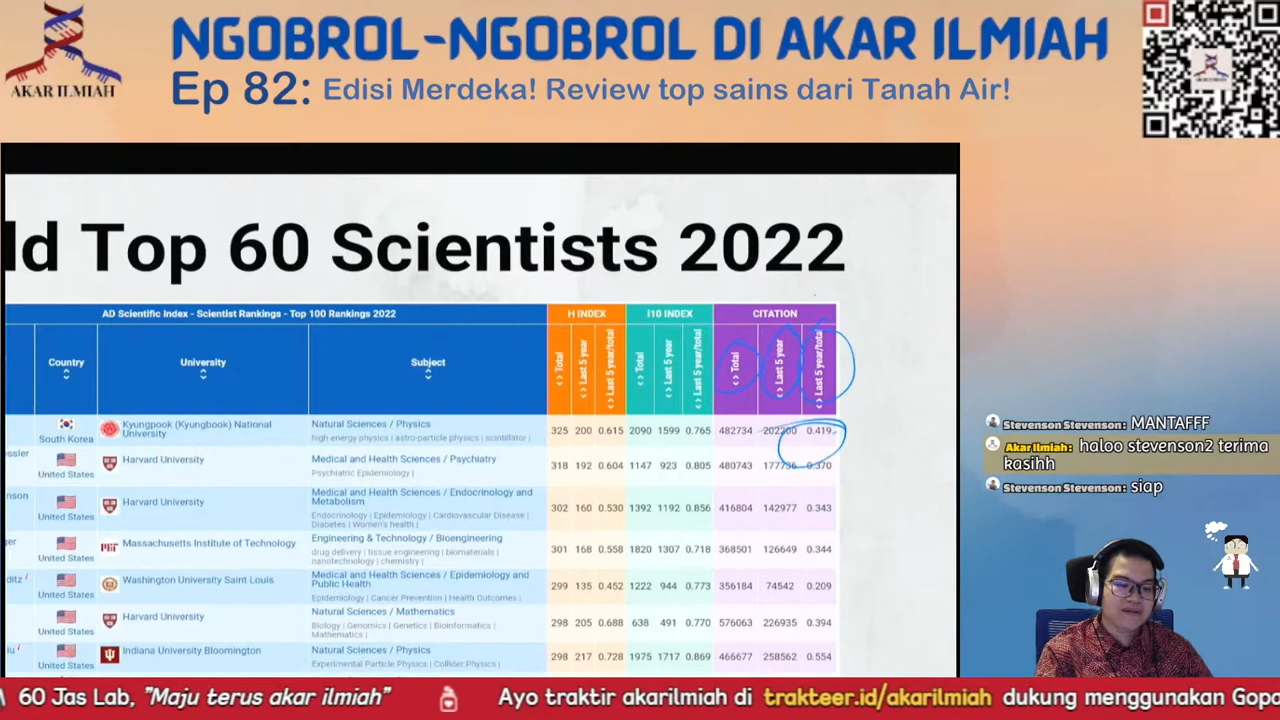 NGOBROL-NGOBROL DI AKAR ILMIAH
AKAR ILMIAH
Ep 82: Edisi Merdeka! Review top sains dari Tanah Air!
ld Top 60 Scientists 2022
AD Scientific Index - Scientist Rankings - Top 100 Rankings 2022 H INDEX i10 INDEX CITATION
Country University Subject Total Last 5 year Last 5 year/total Total Last 5 year Last 5 year/total Total Last 5 year Last 5 year/total
South Korea Kyungpook (Kyungbook) National University Natural Sciences / Physics 325 200 0.615 2090 1599 0.765 482734 202200 0.419
high energy physics | astro-particle physics | scintillator |
essler United States Harvard University Medical and Health Sciences / Psychiatry 318 192 0.604 1147 923 0.805 480743 177736 0.370
Psychiatric Epidemiology |
nson United States Harvard University Medical and Health Sciences / Endocrinology and Metabolism 302 160 0.530 1392 1192 0.856 416804 142977 0.343
Endocrinology | Epidemiology | Cardiovascular Disease | Diabetes | Women's health |
ger United States Massachusetts Institute of Technology Engineering & Technology / Bioengineering 301 168 0.558 1820 1307 0.718 368501 126649 0.344
drug delivery | tissue engineering | biomaterials | nanotechnology | chemistry |
ditz United States Washington University Saint Louis Medical and Health Sciences / Epidemiology and Public Health 299 135 0.452 1222 944 0.773 356184 74542 0.209
Epidemiology | Cancer Prevention | Health Outcomes |
United States Harvard University Natural Sciences / Mathematics 298 205 0.688 638 491 0.770 576063 226935 0.394
Biology | Genomics | Genetics | Bioinformatics | Mathematics |
iu United States Indiana University Bloomington Natural Sciences / Physics 298 217 0.728 1975 1717 0.869 466677 258562 0.554
Experimental Particle Physics | Collider Physics |
Stevenson Stevenson: MANTAFFF
Akar Ilmiah: haloo stevenson2 terima kasihh
Stevenson Stevenson: siap
60 Jas Lab, "Maju terus akar ilmiah" Ayo traktir akarilmiah di trakteer.id/akarilmiah dukung menggunakan Gopa